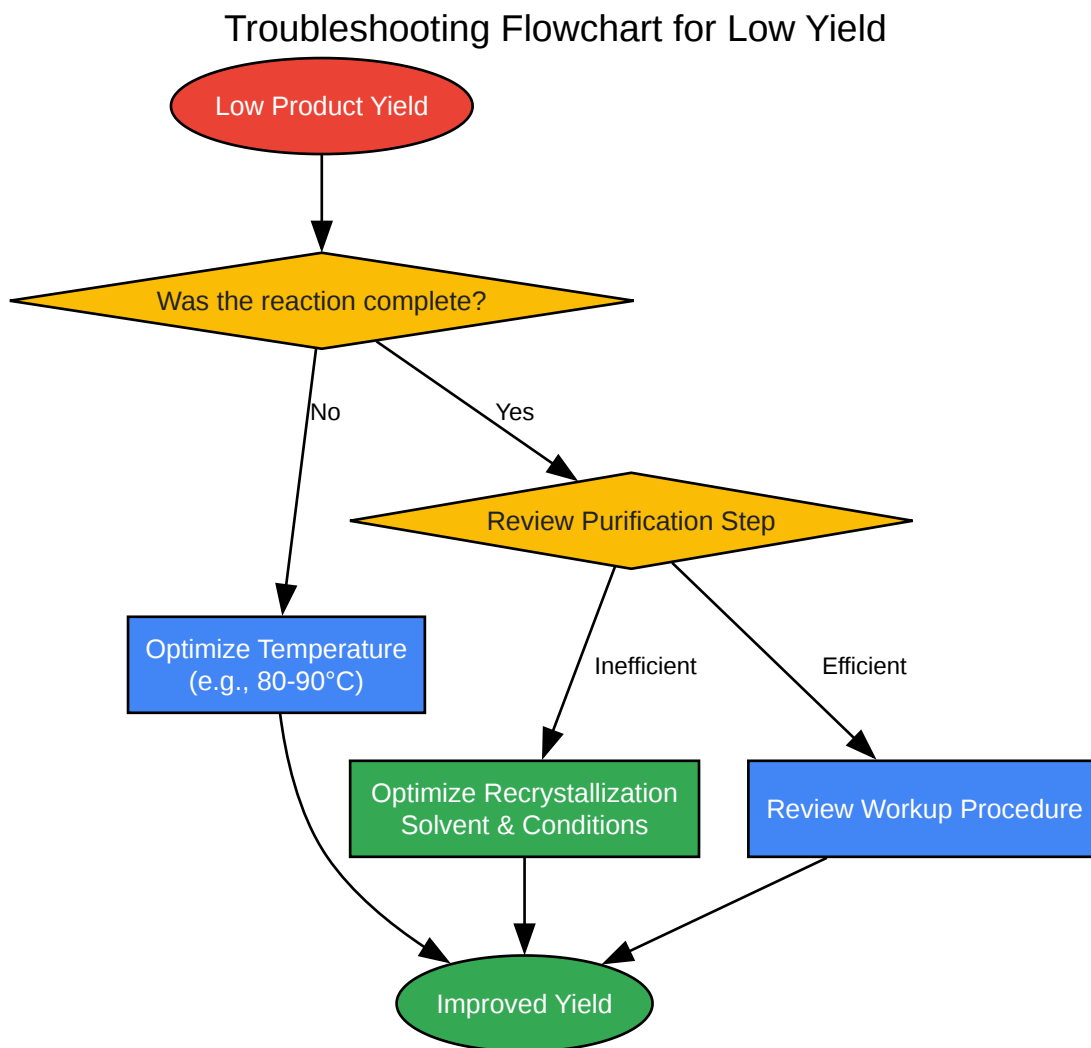 Troubleshooting Flowchart for Low Yield
Low Product Yield
Was the reaction complete?
No
Yes
Review Purification Step
Optimize Temperature
(e.g., 80-90°C)
Inefficient
Efficient
Optimize Recrystallization
Solvent & Conditions
Review Workup Procedure
Improved Yield